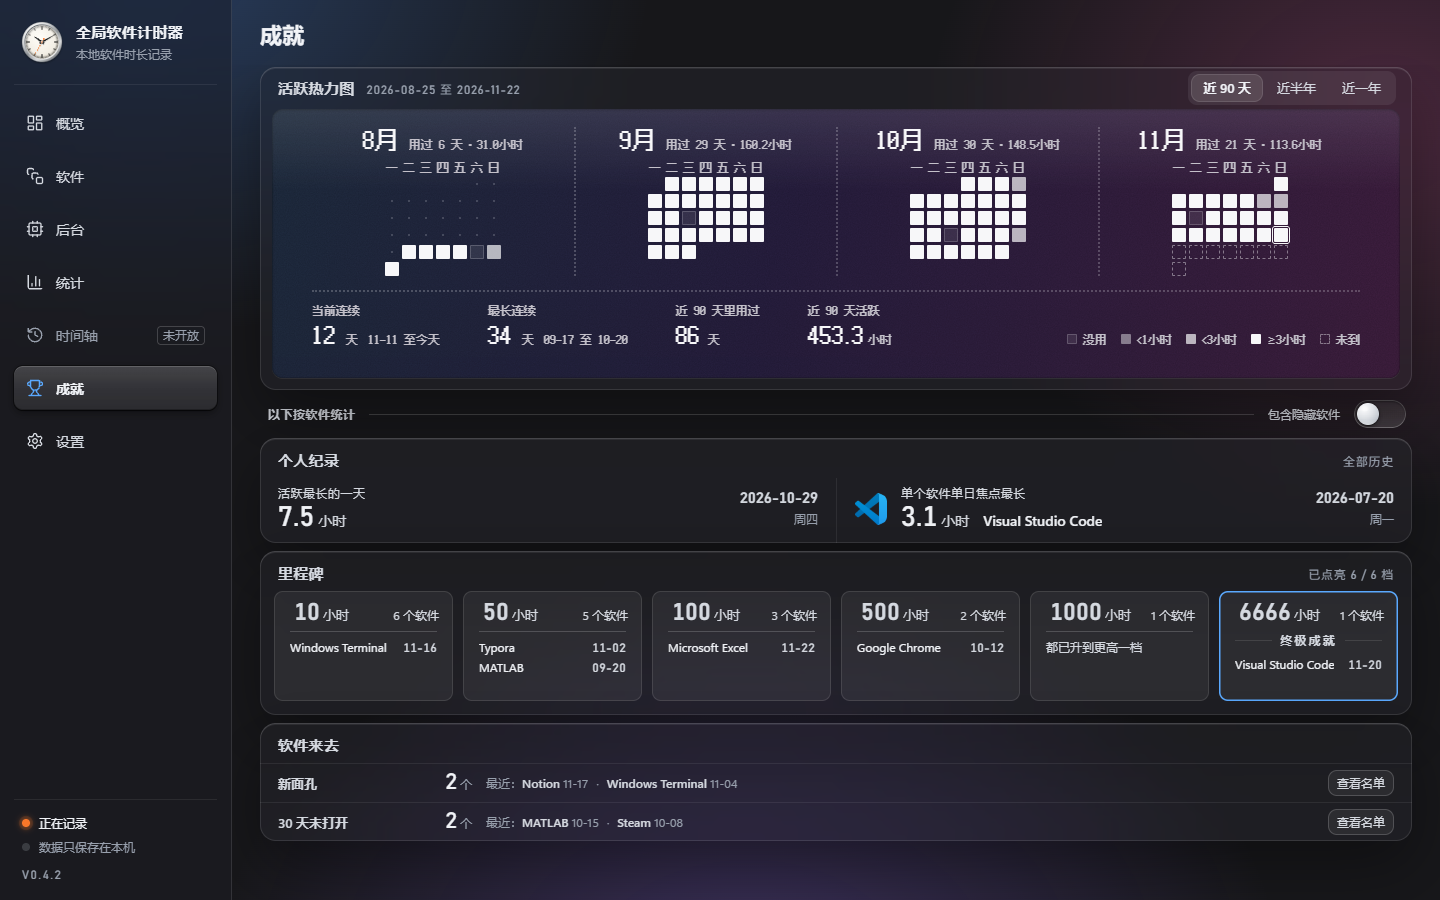 全局软件计时器
本地软件时长记录
概览
软件
后台
统计
时间轴 未开放
成就
设置
正在记录
数据只保存在本机
V0.4.2
成就
活跃热力图 2026-08-25 至 2026-11-22
近 90 天 近半年 近一年
8月 用过 6 天 · 31.0小时
一 二 三 四 五 六 日
9月 用过 29 天 · 160.2小时
一 二 三 四 五 六 日
10月 用过 30 天 · 148.5小时
一 二 三 四 五 六 日
11月 用过 21 天 · 113.6小时
一 二 三 四 五 六 日
当前连续
12 天 11-11 至今天
最长连续
34 天 09-17 至 10-20
近 90 天里用过
86 天
近 90 天活跃
453.3 小时
没用 <1小时 <3小时 ≥3小时 未到
以下按软件统计
包含隐藏软件
个人纪录
全部历史
活跃最长的一天
7.5 小时
2026-10-29
周四
单个软件单日焦点最长
3.1 小时 Visual Studio Code
2026-07-20
周一
里程碑
已点亮 6 / 6 档
10 小时 6 个软件
Windows Terminal 11-16
50 小时 5 个软件
Typora 11-02
MATLAB 09-20
100 小时 3 个软件
Microsoft Excel 11-22
500 小时 2 个软件
Google Chrome 10-12
1000 小时 1 个软件
都已升到更高一档
6666 小时 1 个软件
终极成就
Visual Studio Code 11-20
软件来去
新面孔 2 个 最近： Notion 11-17 · Windows Terminal 11-04 查看名单
30 天未打开 2 个 最近： MATLAB 10-15 · Steam 10-08 查看名单